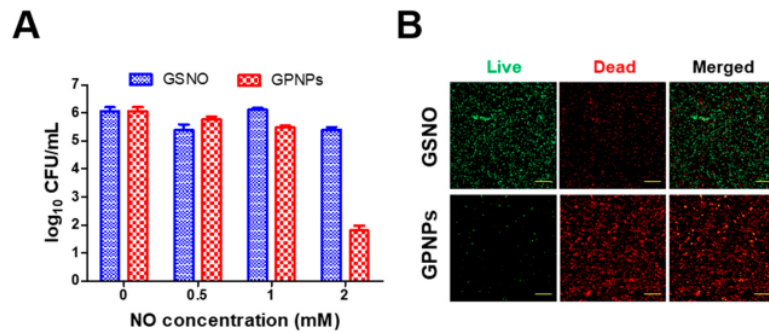 A
GSNO GPNPs
log10 CFU/mL
7
6
5
4
3
2
1
0
0 0.5 1 2
NO concentration (mM)
B
Live Dead Merged
GSNO
GPNPs